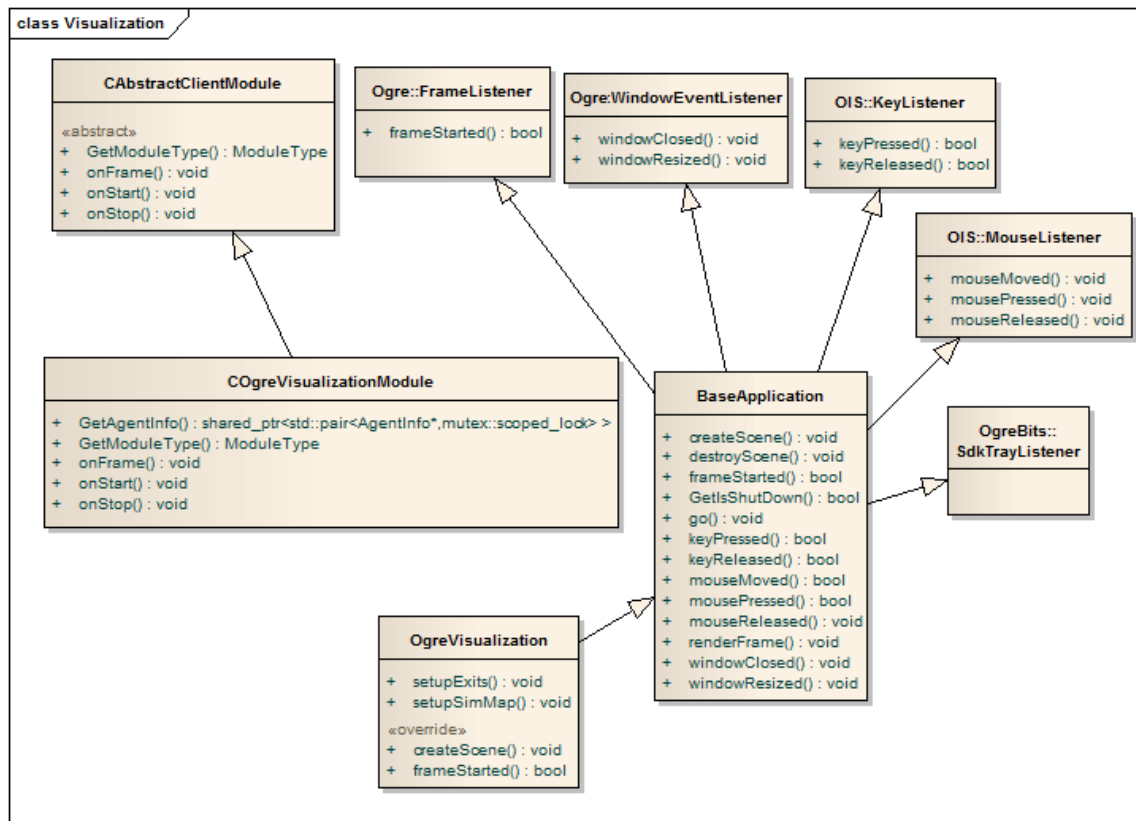 class Visualization
CAbstractClientModule
«abstract»
+ GetModuleType() : ModuleType
+ onFrame() : void
+ onStart() : void
+ onStop() : void
Ogre::FrameListener
+ frameStarted() : bool
Ogre:WindowEventListener
+ windowClosed() : void
+ windowResized() : void
OIS::KeyListener
+ keyPressed() : bool
+ keyReleased() : bool
OIS::MouseListener
+ mouseMoved() : void
+ mousePressed() : void
+ mouseReleased() : void
COgreVisualizationModule
+ GetAgentInfo() : shared_ptr<std::pair<AgentInfo*,mutex::scoped_lock> >
+ GetModuleType() : ModuleType
+ onFrame() : void
+ onStart() : void
+ onStop() : void
BaseApplication
+ createScene() : void
+ destroyScene() : void
+ frameStarted() : bool
+ GetIsShutDown() : bool
+ go() : void
+ keyPressed() : bool
+ keyReleased() : bool
+ mouseMoved() : bool
+ mousePressed() : bool
+ mouseReleased() : void
+ renderFrame() : void
+ windowClosed() : void
+ windowResized() : void
OgreBits::
SdkTrayListener
OgreVisualization
+ setupExits() : void
+ setupSimMap() : void
«override»
+ createScene() : void
+ frameStarted() : bool